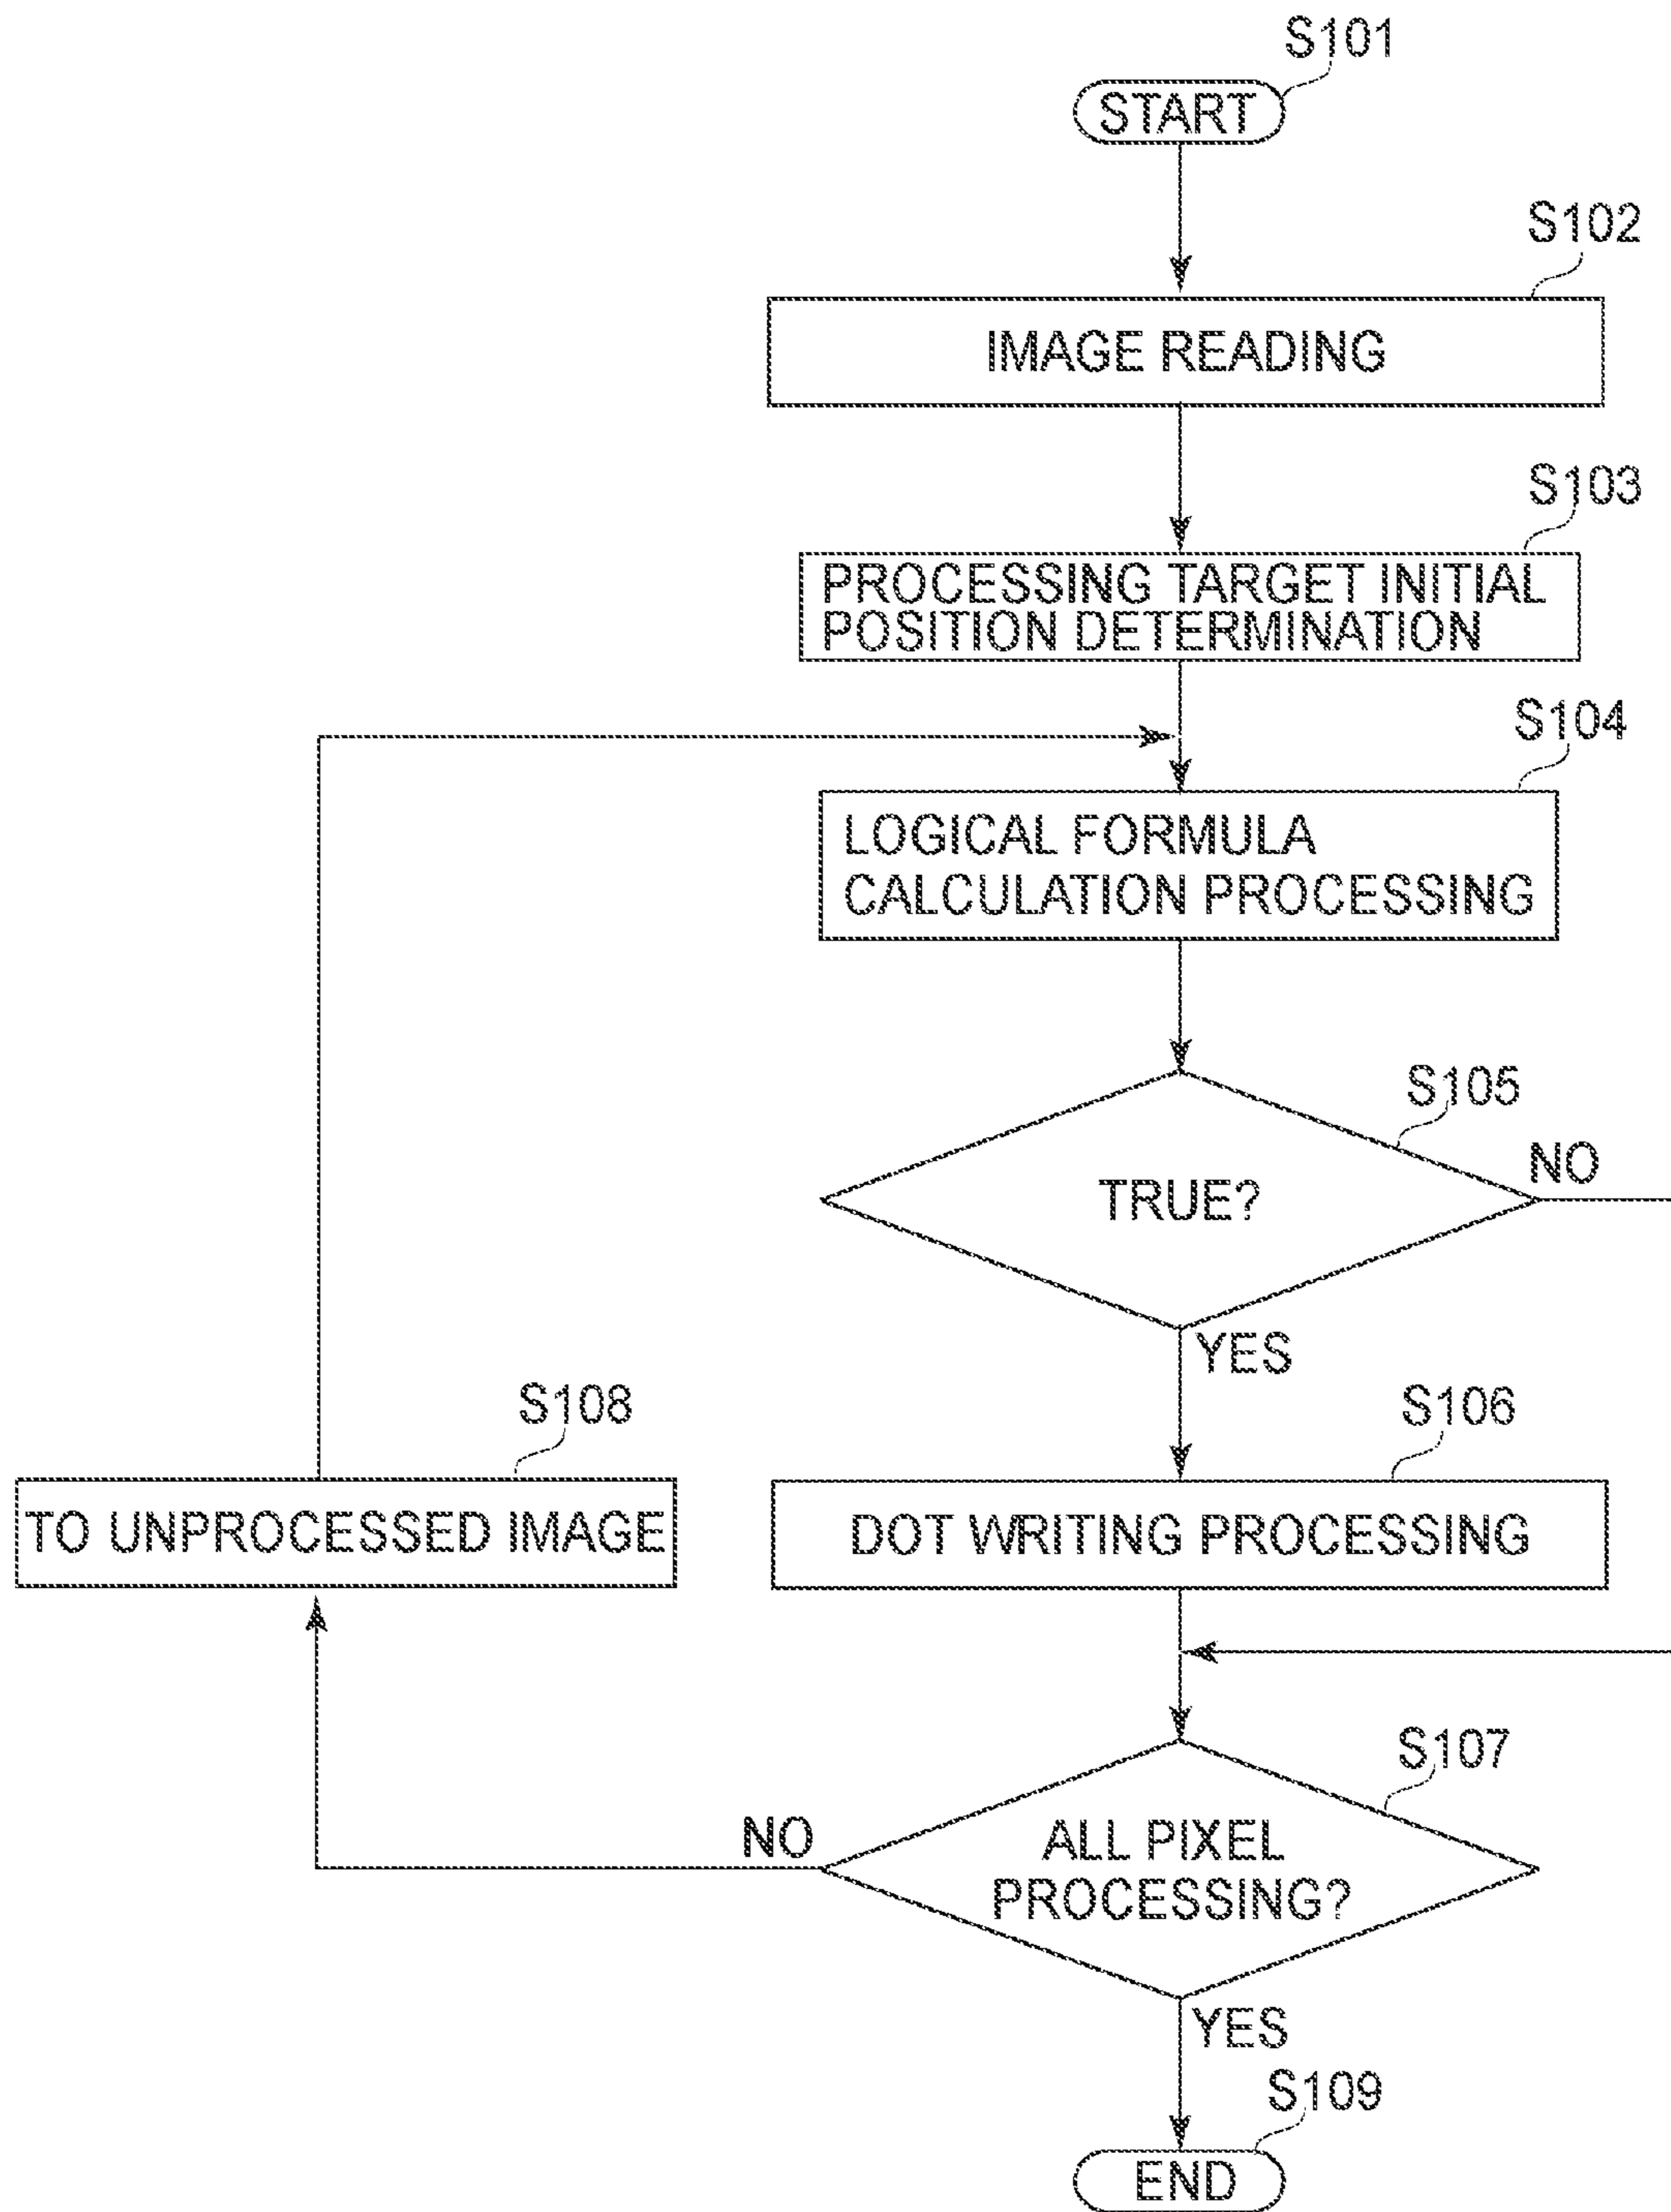 S101
START
S102
IMAGE READING
S103
PROCESSING TARGET INITIAL
POSITION DETERMINATION
S104
LOGICAL FORMULA
CALCULATION PROCESSING
S105
TRUE?
NO
YES
S108
TO UNPROCESSED IMAGE
S106
DOT WRITING PROCESSING
S107
ALL PIXEL
PROCESSING?
NO
YES
S109
END